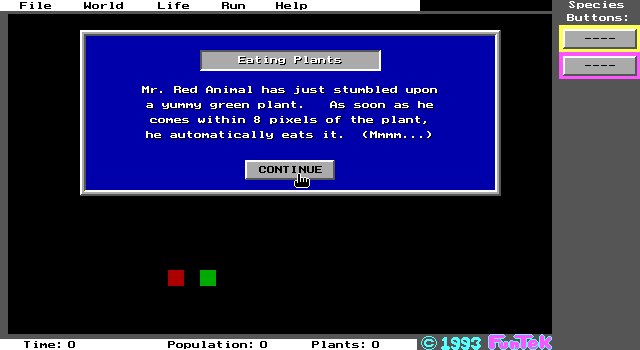 File World Life Run Help
Species
Buttons:
----
----
Eating Plants
Mr. Red Animal has just stumbled upon
a yummy green plant. As soon as he
comes within 8 pixels of the plant,
he automatically eats it. (Mmmm...)
CONTINUE
Time: 0 Population: 0 Plants: 0 © 1993 FunTeK